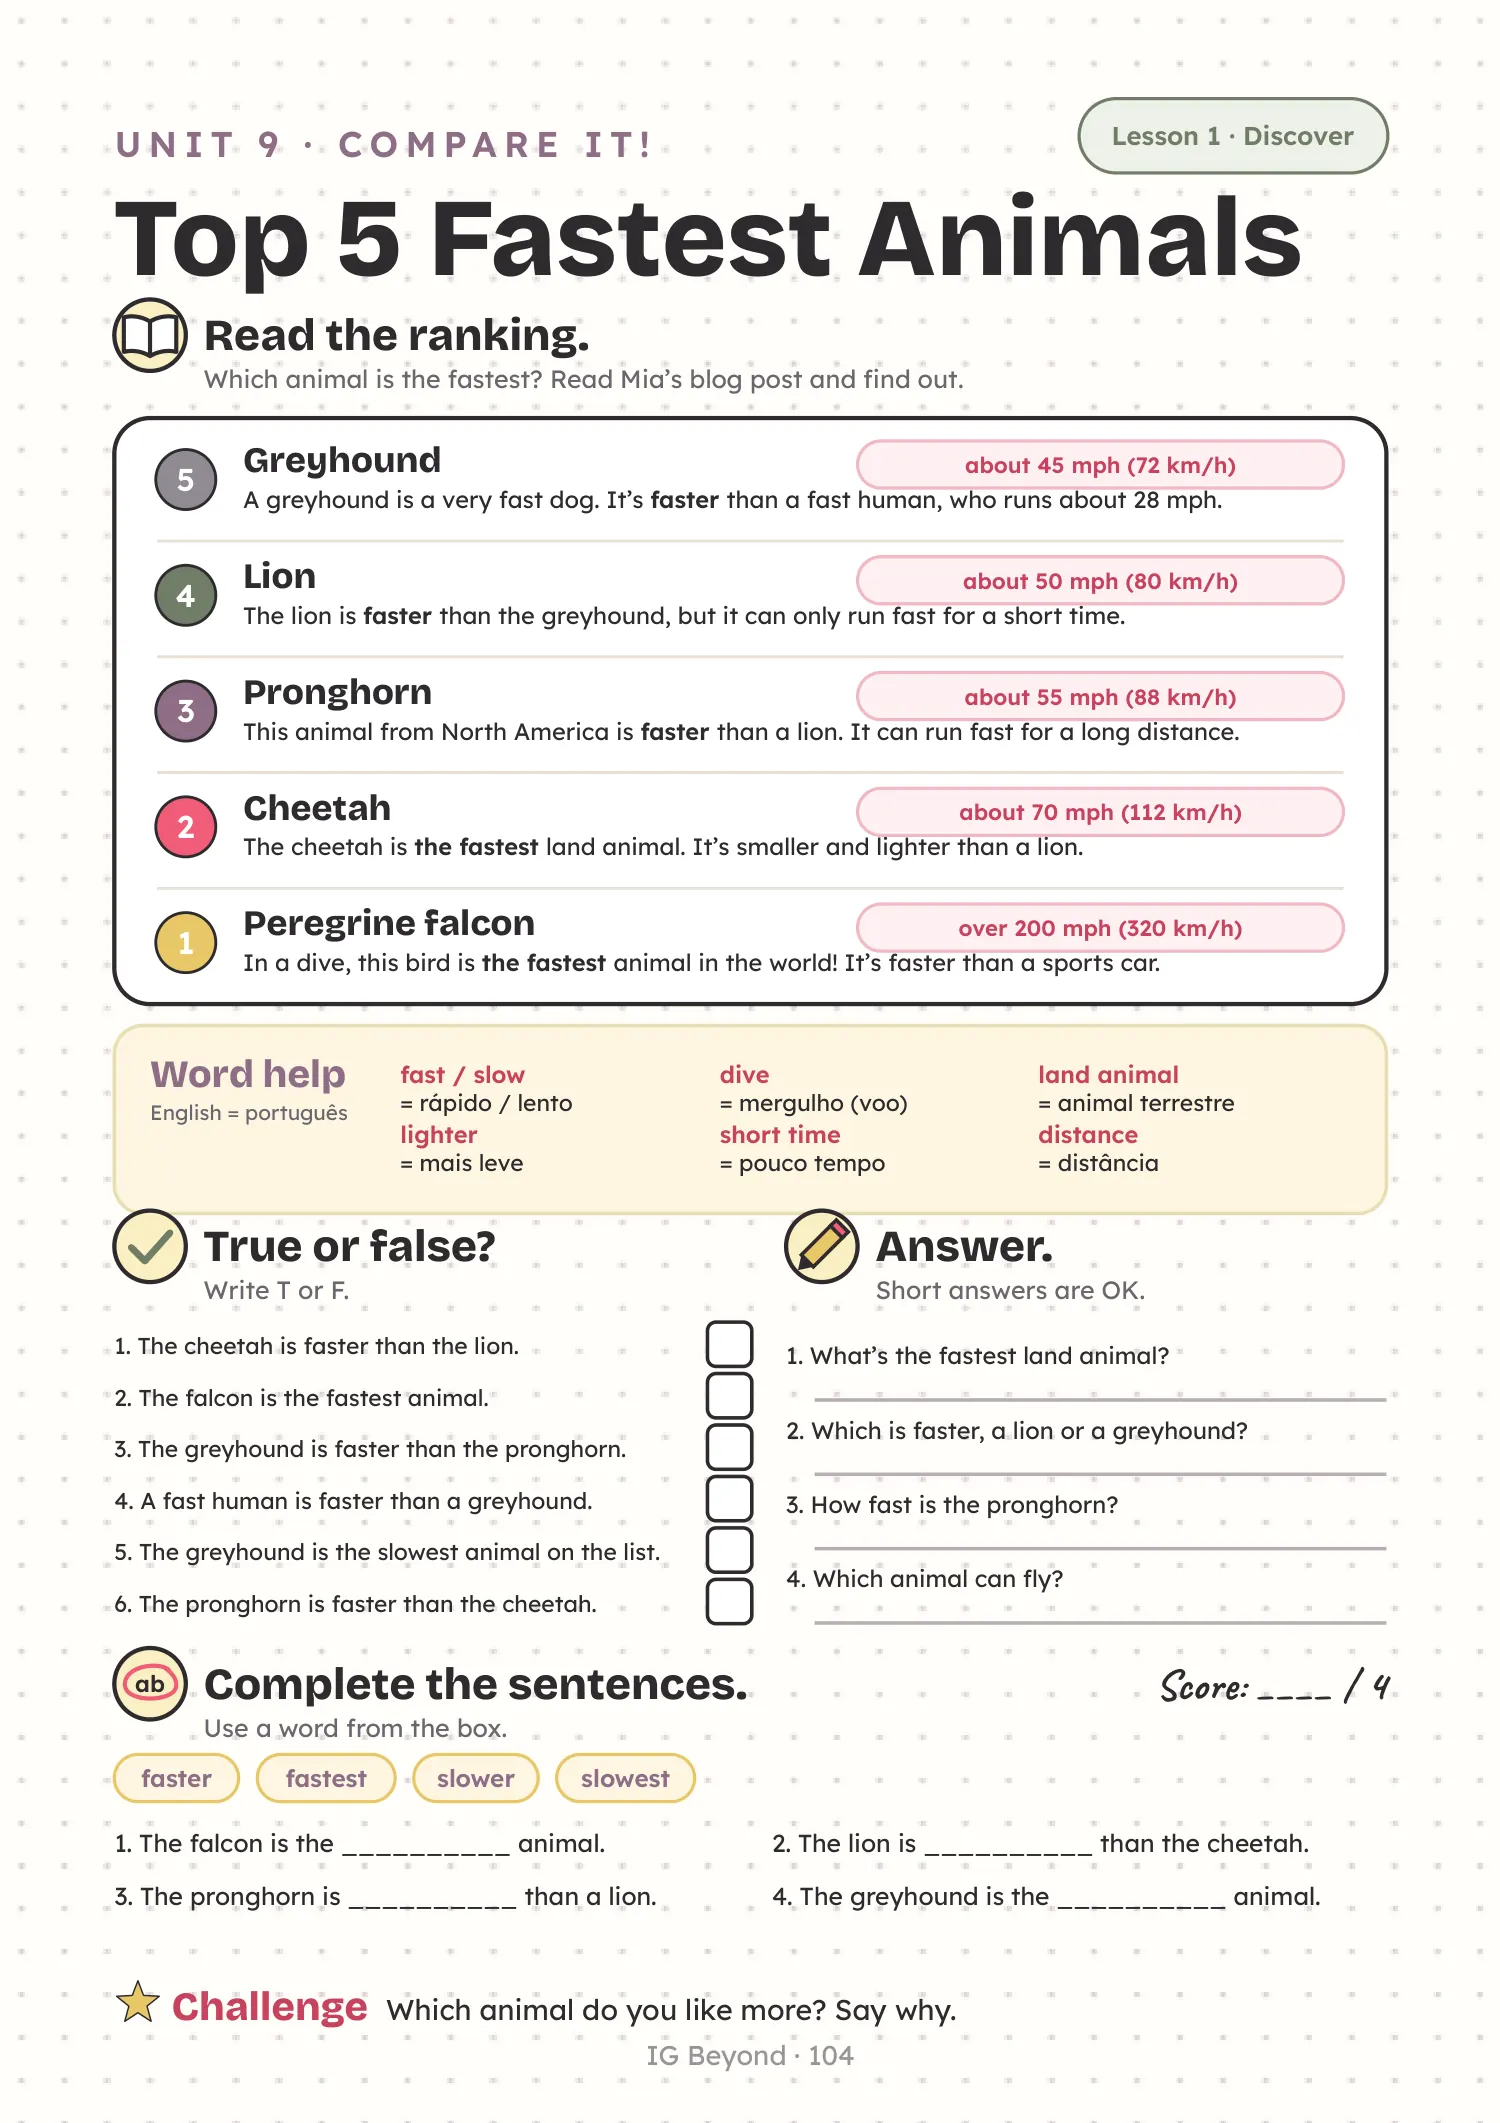 UNIT 9 · COMPARE IT!
Lesson 1 · Discover
Top 5 Fastest Animals
Read the ranking.
Which animal is the fastest? Read Mia's blog post and find out.
5
Greyhound
about 45 mph (72 km/h)
A greyhound is a very fast dog. It's faster than a fast human, who runs about 28 mph.
4
Lion
about 50 mph (80 km/h)
The lion is faster than the greyhound, but it can only run fast for a short time.
3
Pronghorn
about 55 mph (88 km/h)
This animal from North America is faster than a lion. It can run fast for a long distance.
2
Cheetah
about 70 mph (112 km/h)
The cheetah is the fastest land animal. It's smaller and lighter than a lion.
1
Peregrine falcon
over 200 mph (320 km/h)
In a dive, this bird is the fastest animal in the world! It's faster than a sports car.
Word help
English = português
fast / slow
= rápido / lento
dive
= mergulho (voo)
land animal
= animal terrestre
lighter
= mais leve
short time
= pouco tempo
distance
= distância
True or false?
Write T or F.
1. The cheetah is faster than the lion.
2. The falcon is the fastest animal.
3. The greyhound is faster than the pronghorn.
4. A fast human is faster than a greyhound.
5. The greyhound is the slowest animal on the list.
6. The pronghorn is faster than the cheetah.
Answer.
Short answers are OK.
1. What's the fastest land animal?
2. Which is faster, a lion or a greyhound?
3. How fast is the pronghorn?
4. Which animal can fly?
ab
Complete the sentences.
Score: ____ / 4
Use a word from the box.
faster
fastest
slower
slowest
1. The falcon is the __________ animal.
2. The lion is __________ than the cheetah.
3. The pronghorn is __________ than a lion.
4. The greyhound is the __________ animal.
Challenge Which animal do you like more? Say why.
IG Beyond · 104